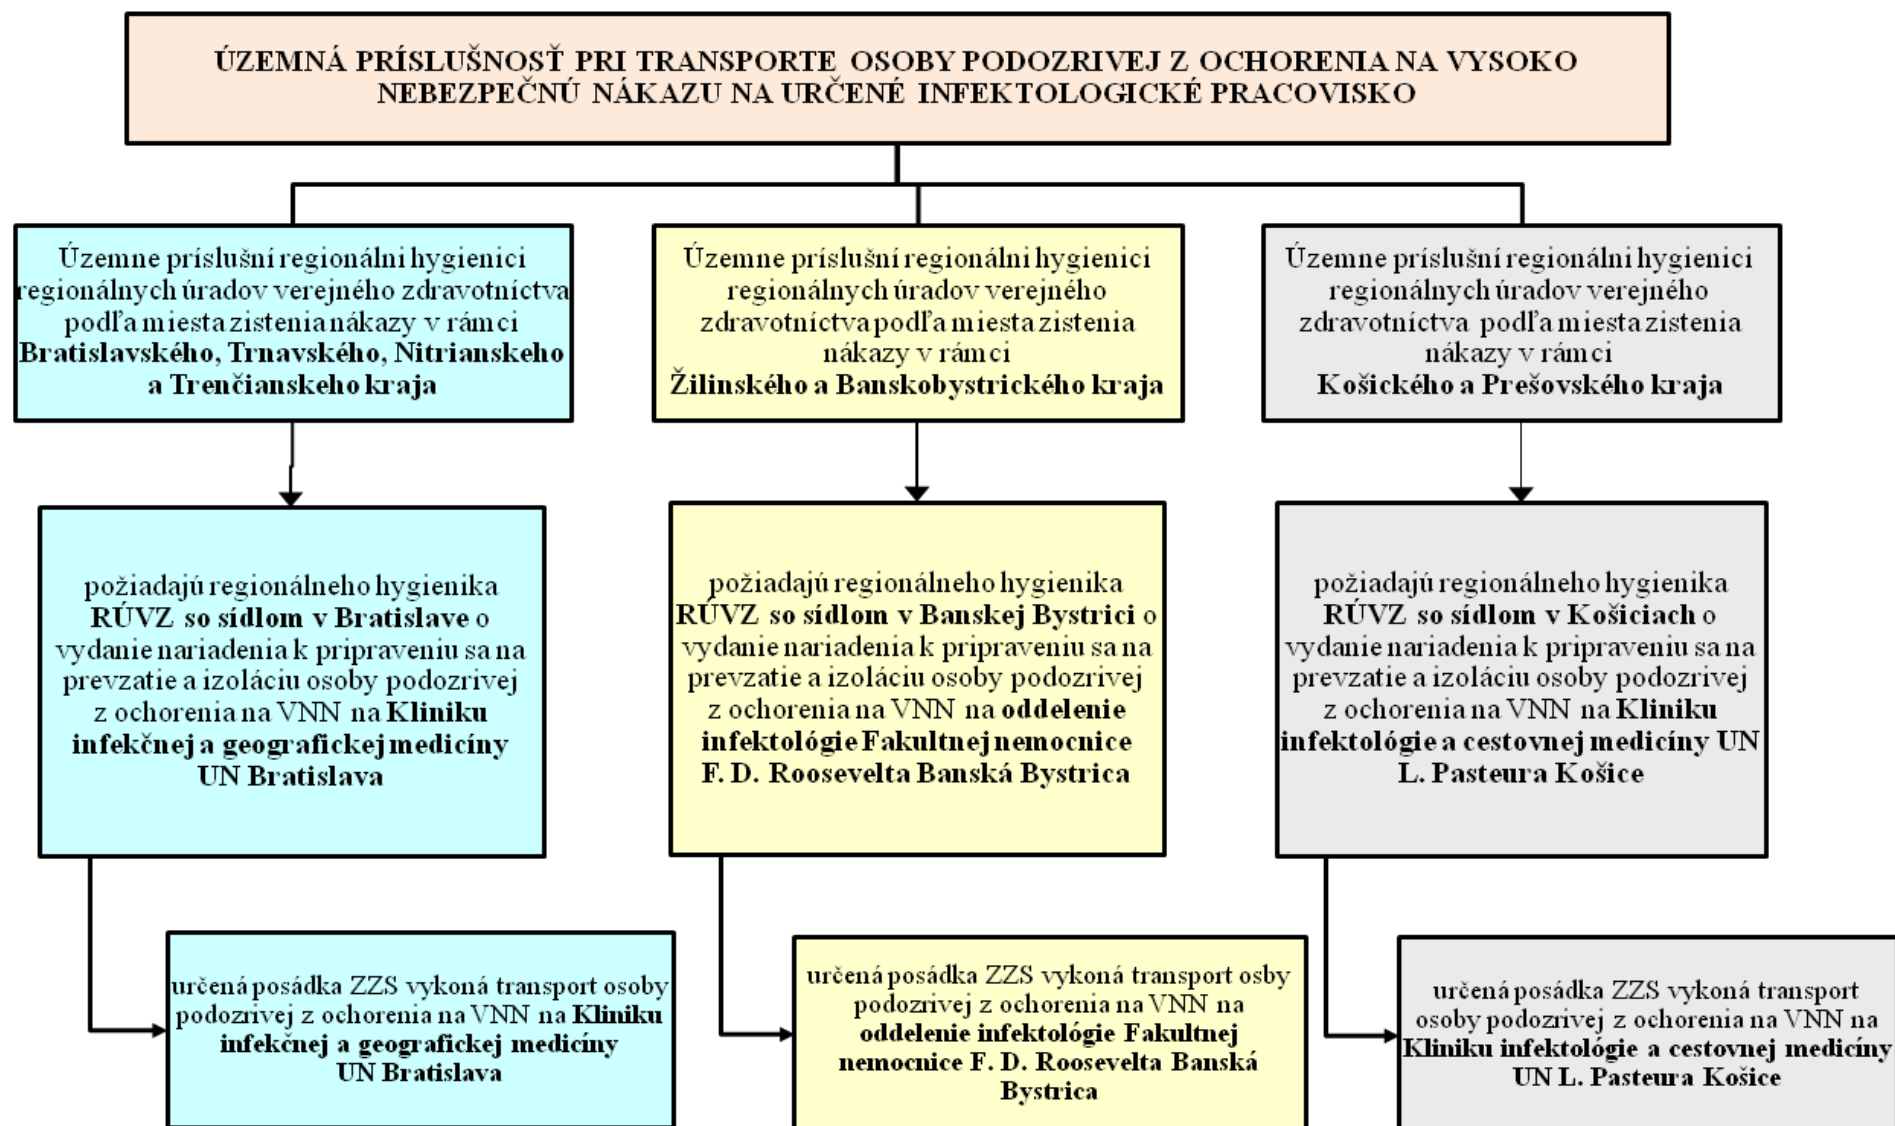 ÚZEMNÁ PRÍSLUŠNOSŤ PRI TRANSPORTE OSOBY PODOZRIVEJ Z OCHORENIA NA VYSOKO
NEBEZPEČNÚ NÁKAZU NA URČENÉ INFEKTOLOGICKÉ PRACOVISKO
Územne príslušní regionálni hygienici
regionálnych úradov verejného zdravotníctva
podľa miesta zistenia nákazy v rámci
Bratislavského, Trnavského, Nitrianskeho
a Trenčianskeho kraja
Územne príslušní regionálni hygienici
regionálnych úradov verejného
zdravotníctva podľa miesta zistenia
nákazy v rámci
Žilinského a Banskobystrického kraja
Územne príslušní regionálni hygienici
regionálnych úradov verejného
zdravotníctva podľa miesta zistenia
nákazy v rámci
Košického a Prešovského kraja
požiadajú regionálneho hygienika
RÚVZ so sídlom v Bratislave o
vydanie nariadenia k pripraveniu sa na
prevzatie a izoláciu osoby podozrivej
z ochorenia na VNN na Kliniku
infekčnej a geografickej medicíny
UN Bratislava
požiadajú regionálneho hygienika
RÚVZ so sídlom v Banskej Bystrici o
vydanie nariadenia k pripraveniu sa na
prevzatie a izoláciu osoby podozrivej
z ochorenia na VNN na oddelenie
infektológie Fakultnej nemocnice
F. D. Roosevelta Banská Bystrica
požiadajú regionálneho hygienika
RÚVZ so sídlom v Košiciach o
vydanie nariadenia k pripraveniu sa na
prevzatie a izoláciu osoby podozrivej
z ochorenia na VNN na Kliniku
infektológie a cestovnej medicíny UN
L. Pasteura Košice
určená posádka ZZS vykoná transport osoby
podozrivej z ochorenia na VNN na Kliniku
infekčnej a geografickej medicíny
UN Bratislava
určená posádka ZZS vykoná transport osby
podozrivej z ochorenia na VNN na
oddelenie infektológie Fakultnej
nemocnice F. D. Roosevelta Banská
Bystrica
určená posádka ZZS vykoná transport
osoby podozrivej z ochorenia na VNN na
Kliniku infektológie a cestovnej medicíny
UN L. Pasteura Košice